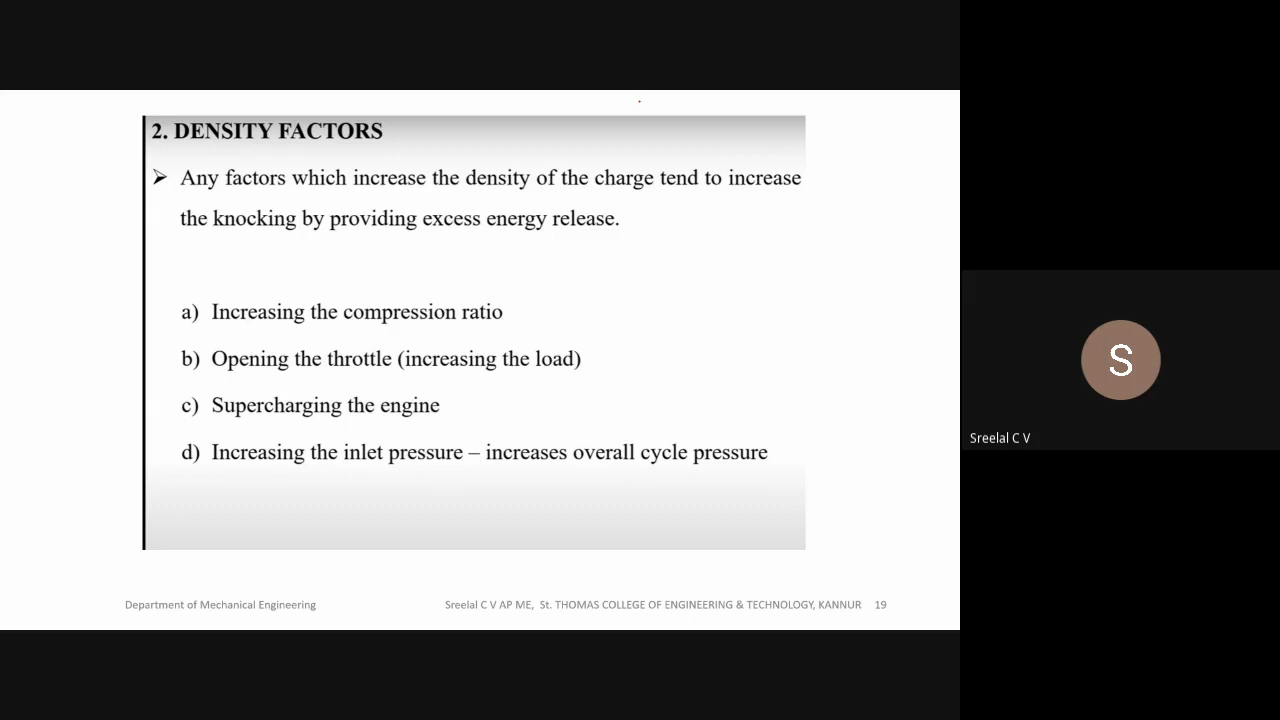 2. DENSITY FACTORS
➢ Any factors which increase the density of the charge tend to increase
the knocking by providing excess energy release.
a) Increasing the compression ratio
b) Opening the throttle (increasing the load)
c) Supercharging the engine
d) Increasing the inlet pressure – increases overall cycle pressure
Department of Mechanical Engineering
Sreelal C V AP ME, St. THOMAS COLLEGE OF ENGINEERING & TECHNOLOGY, KANNUR 19
S
Sreelal C V